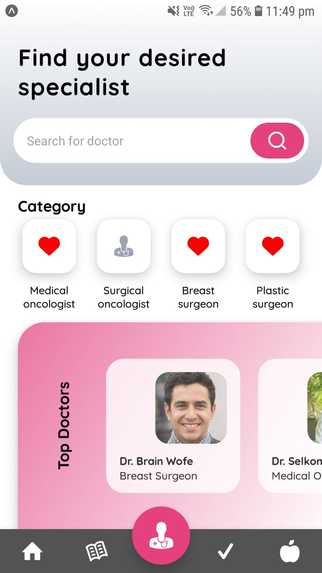 Vo)
LTE
56%
11:49 pm
Find your desired
specialist
Search for doctor
Category
Medical
oncologist
Surgical
oncologist
Breast
surgeon
Plastic
surgeon
Top Doctors
Dr. Brain Wofe
Breast Surgeon
Dr. Selkon
Medical O